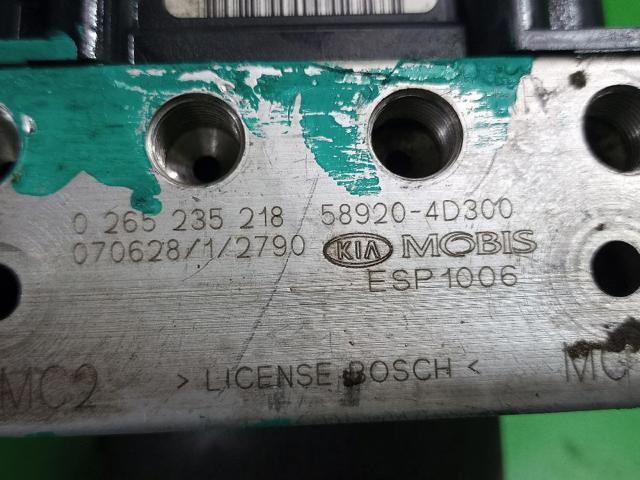 0 265 235 218 58920-4D300
070628/1/2790 KIA MOBIS
ESP1006
MC2 > LICENSE BOSCH < MC